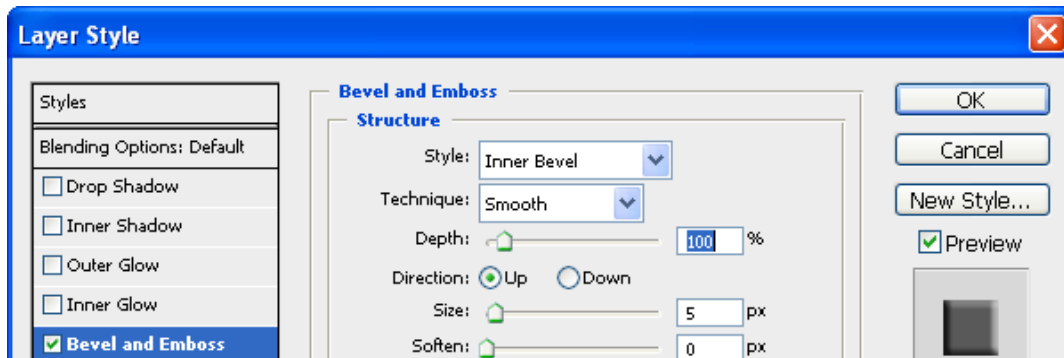 Layer Style
Styles
Blending Options: Default
Drop Shadow
Inner Shadow
Outer Glow
Inner Glow
Bevel and Emboss
Bevel and Emboss
Structure
Style: Inner Bevel
Technique: Smooth
Depth: 100 %
Direction: Up Down
Size: 5 px
Soften: 0 px
OK
Cancel
New Style...
Preview